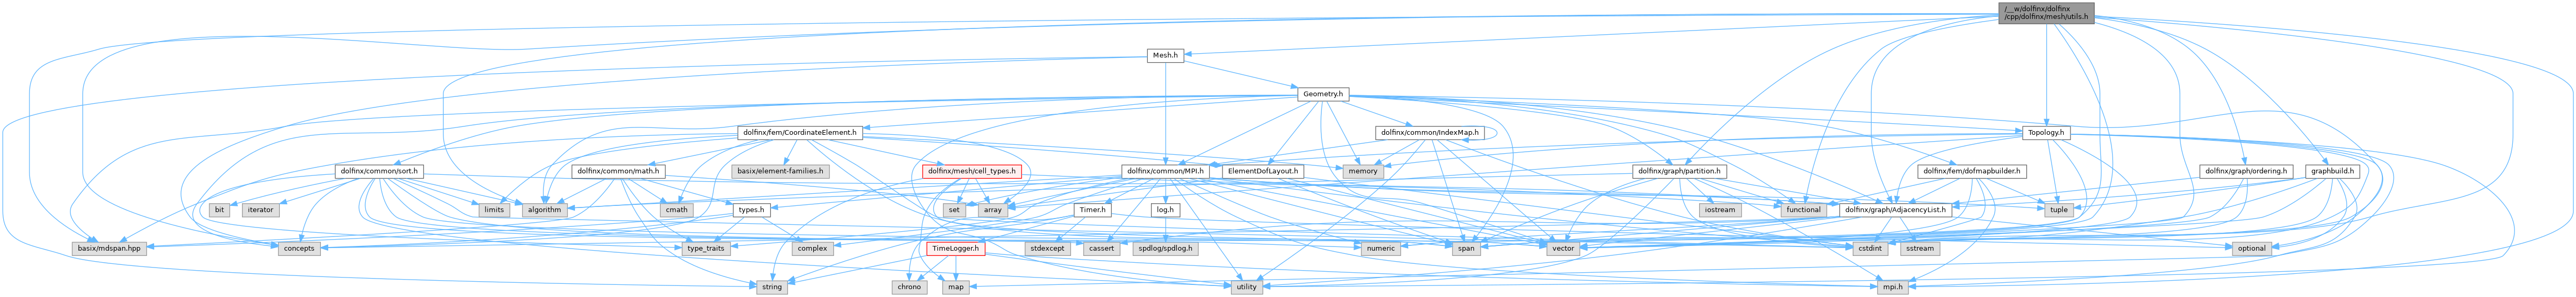 /__w/dolfinx/dolfinx
/cpp/dolfinx/mesh/utils.h
Mesh.h
Geometry.h
dolfinx/fem/CoordinateElement.h
dolfinx/common/IndexMap.h
Topology.h
dolfinx/common/sort.h
dolfinx/common/math.h
basix/element-families.h
dolfinx/mesh/cell_types.h
dolfinx/common/MPI.h
ElementDofLayout.h
memory
dolfinx/graph/partition.h
dolfinx/fem/dofmapbuilder.h
dolfinx/graph/ordering.h
graphbuild.h
bit
iterator
limits
algorithm
cmath
types.h
set
array
Timer.h
log.h
iostream
functional
dolfinx/graph/AdjacencyList.h
tuple
basix/mdspan.hpp
concepts
type_traits
complex
TimeLogger.h
stdexcept
cassert
spdlog/spdlog.h
numeric
span
vector
cstdint
sstream
optional
string
chrono
map
utility
mpi.h